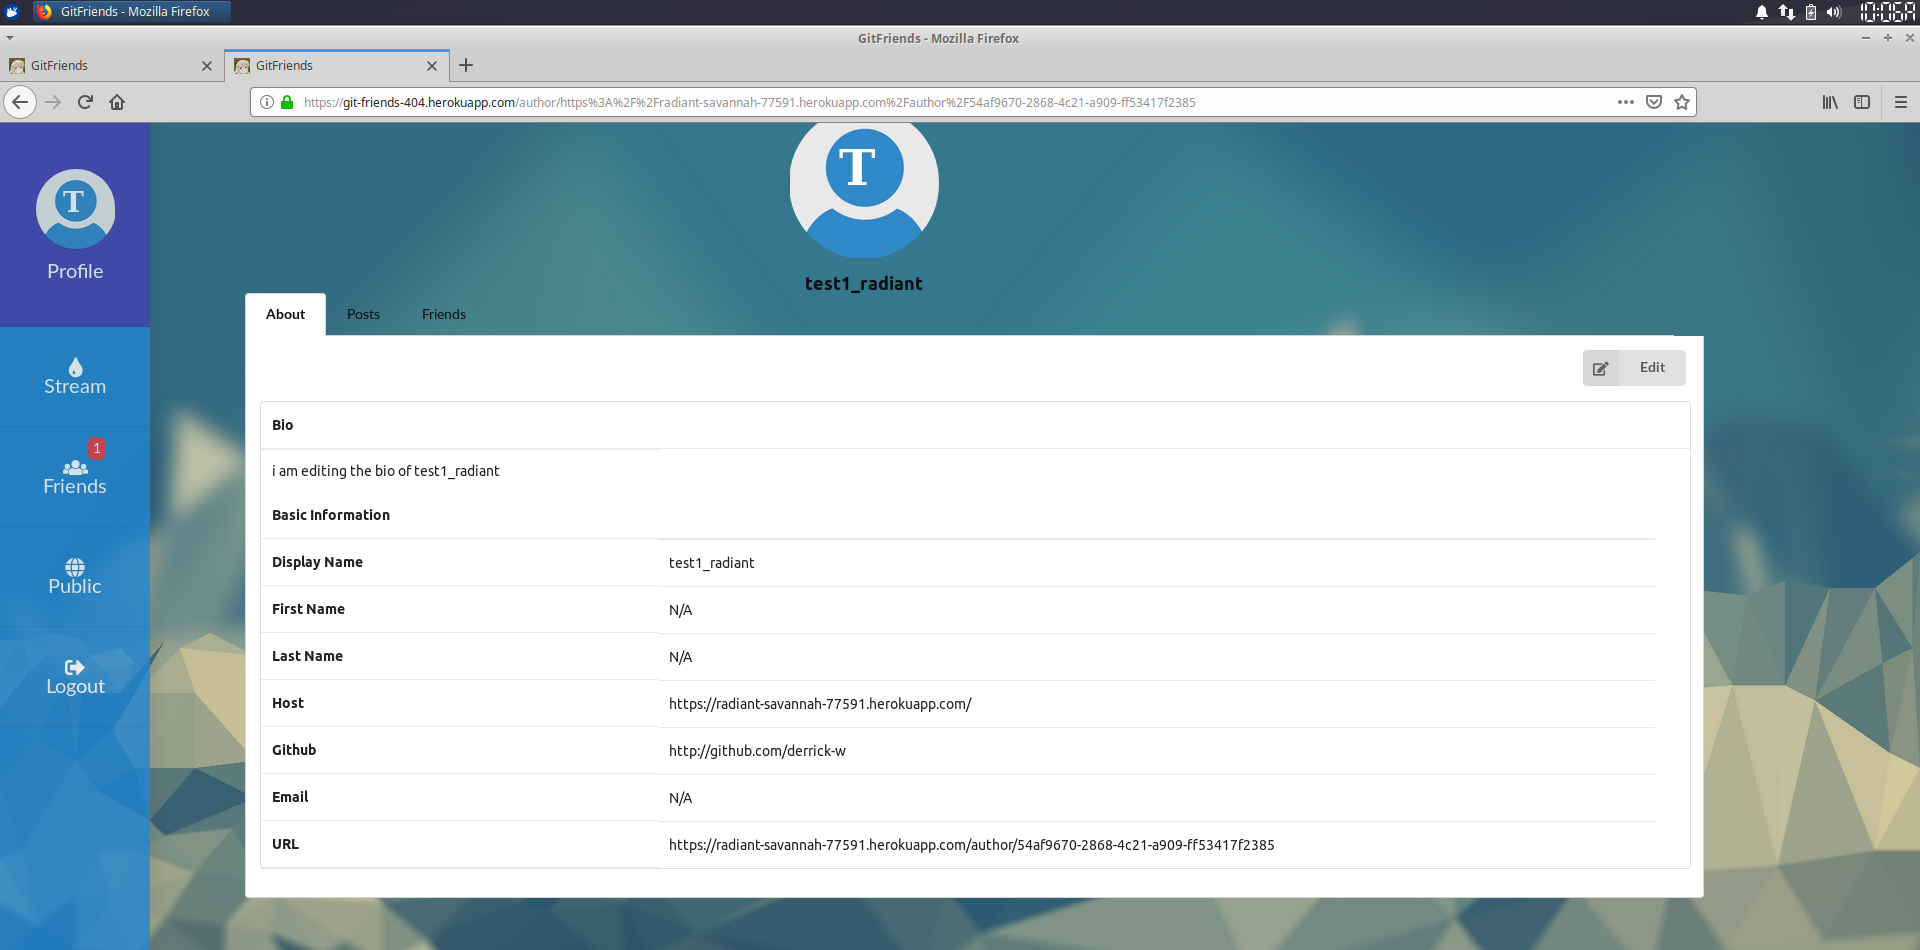 GitFriends - Mozilla Firefox
10:06A
GitFriends - Mozilla Firefox
GitFriends
GitFriends
https://git-friends-404.herokuapp.com/author/https%3A%2F%2Fradiant-savannah-77591.herokuapp.com%2Fauthor%2F54af9670-2868-4c21-a909-ff53417f2385
T
Profile
Stream
1
Friends
Public
Logout
T
test1_radiant
About Posts Friends
Edit
Bio
i am editing the bio of test1_radiant
Basic Information
Display Name test1_radiant
First Name N/A
Last Name N/A
Host https://radiant-savannah-77591.herokuapp.com/
Github http://github.com/derrick-w
Email N/A
URL https://radiant-savannah-77591.herokuapp.com/author/54af9670-2868-4c21-a909-ff53417f2385